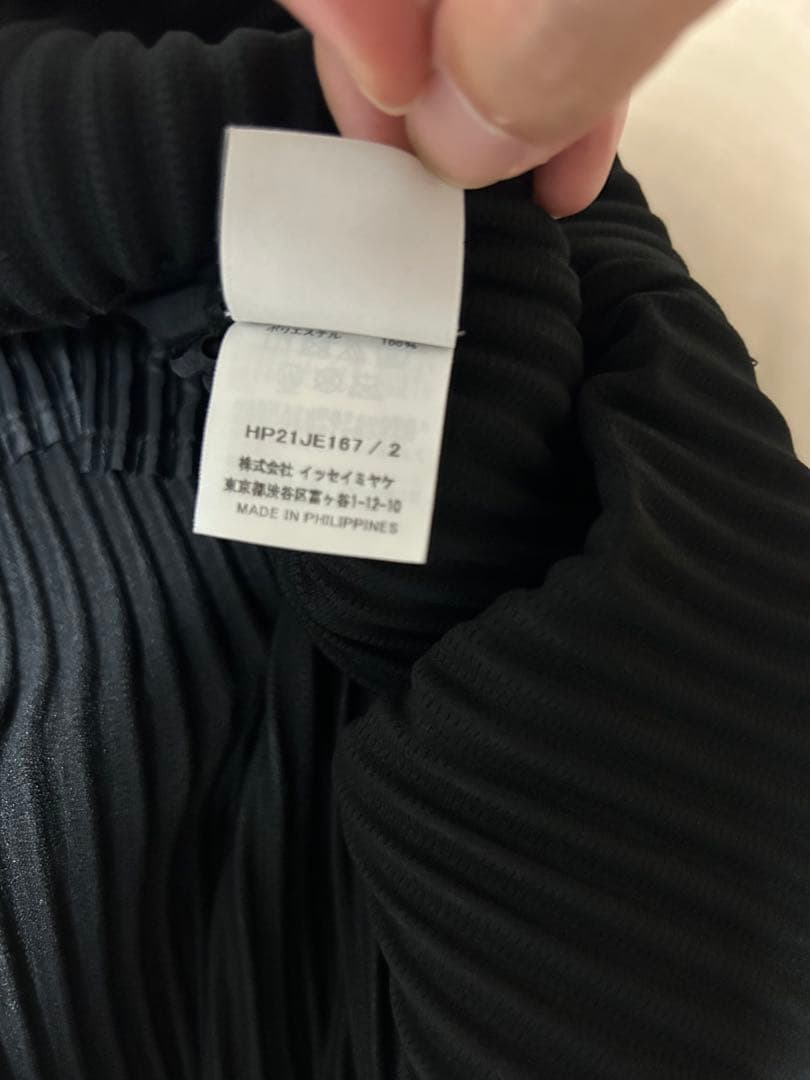 ポリエステル 100%
HP21JE167 / 2
株式会社 イッセイミヤケ
東京都渋谷区富ヶ谷1-12-10
MADE IN PHILIPPINES